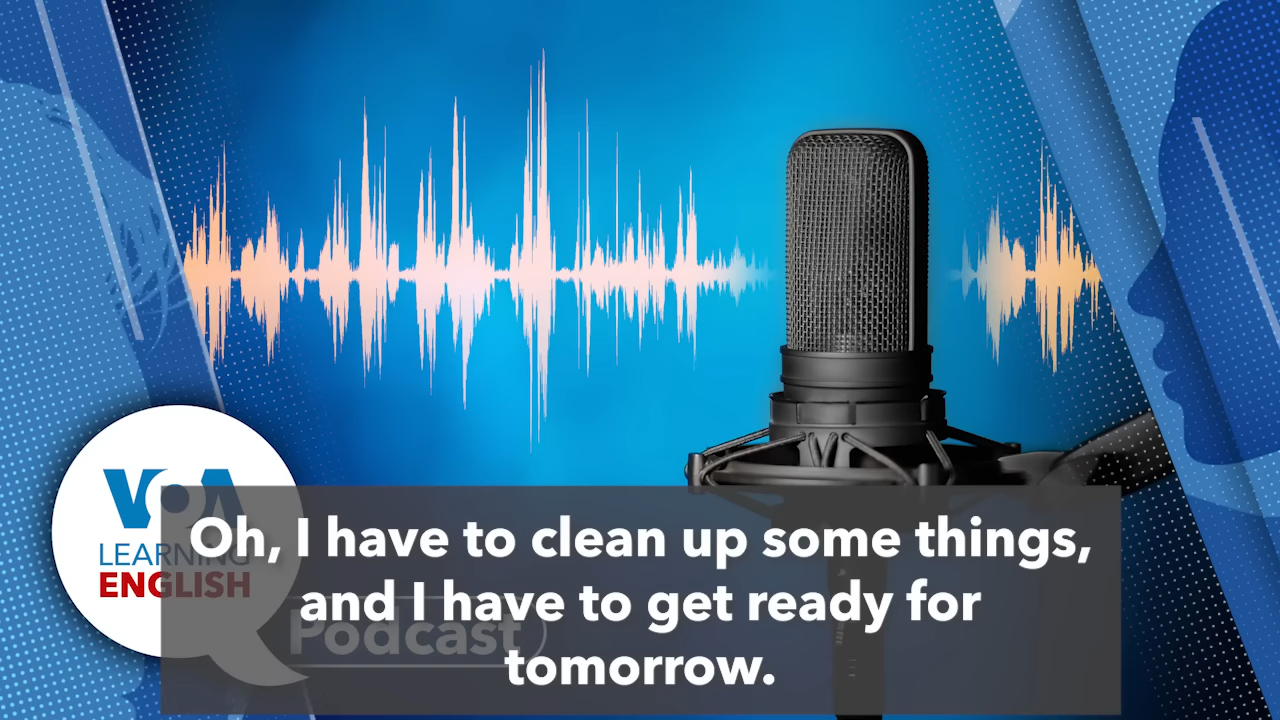 VOA
LEARNING
ENGLISH
Podcast
Oh, I have to clean up some things,
and I have to get ready for
tomorrow.